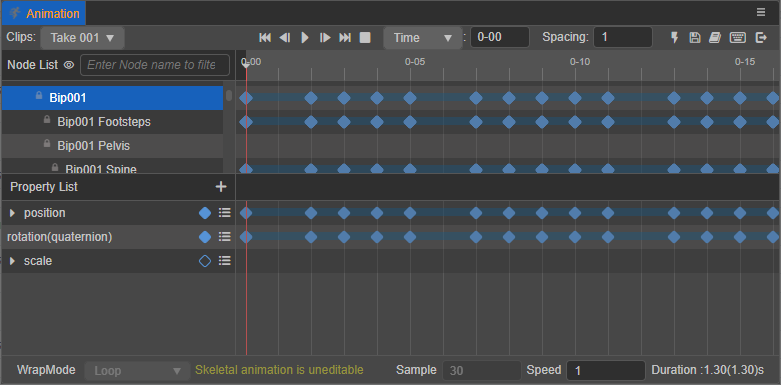 Animation
Clips: Take 001 Time : 0-00 Spacing: 1
Node List Enter Node name to filte 0-00 0-05 0-10 0-15
Bip001
Bip001 Footsteps
Bip001 Pelvis
Bip001 Spine
Property List +
position
rotation(quaternion)
scale
WrapMode Loop Skeletal animation is uneditable Sample 30 Speed 1 Duration :1.30(1.30)s